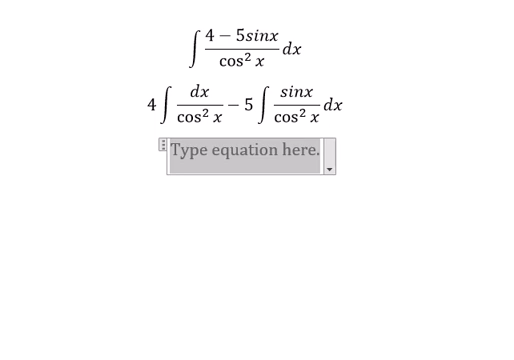 ∫ (4 − 5sinx)/(cos² x) dx
4 ∫ dx/(cos² x) − 5 ∫ sinx/(cos² x) dx
Type equation here.